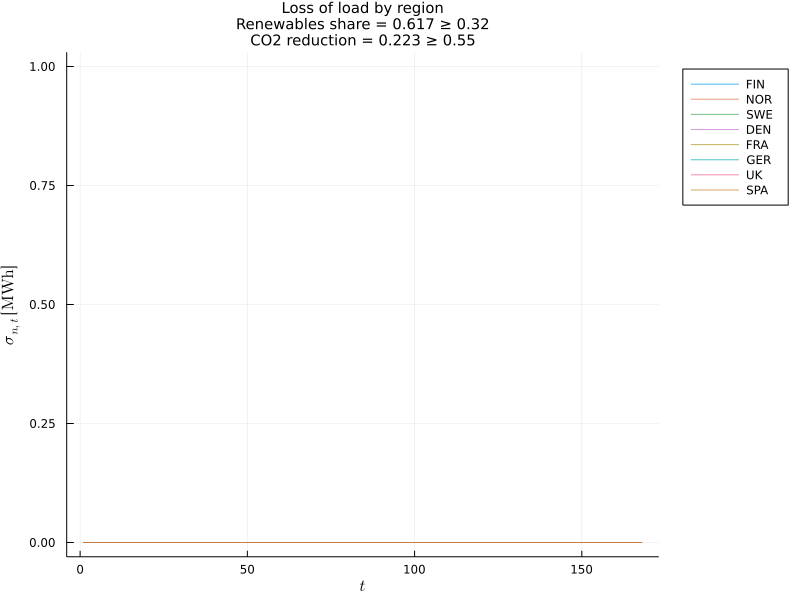 Loss of load by region
Renewables share = 0.617 ≥ 0.32
CO2 reduction = 0.223 ≥ 0.55
1.00
0.75
0.50
0.25
0.00
σ n,t [MWh]
0
50
100
150
t
FIN
NOR
SWE
DEN
FRA
GER
UK
SPA